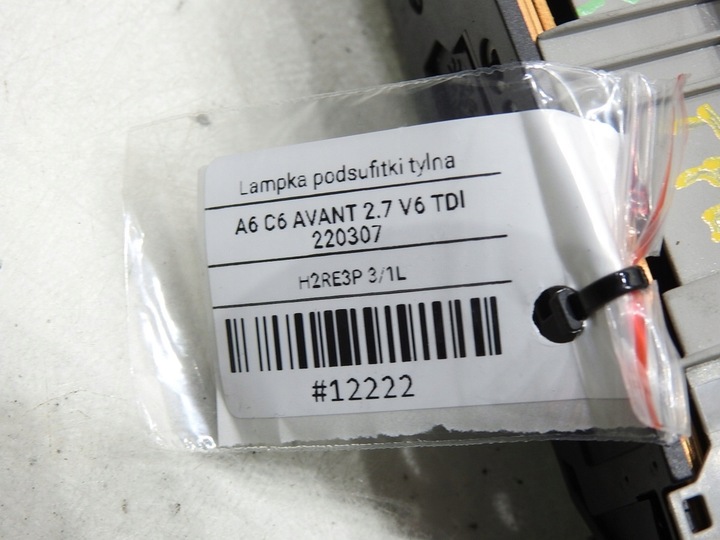 Lampka podsufitki tylna
A6 C6 AVANT 2.7 V6 TDI
220307
H2RE3P 3/1L
#12222